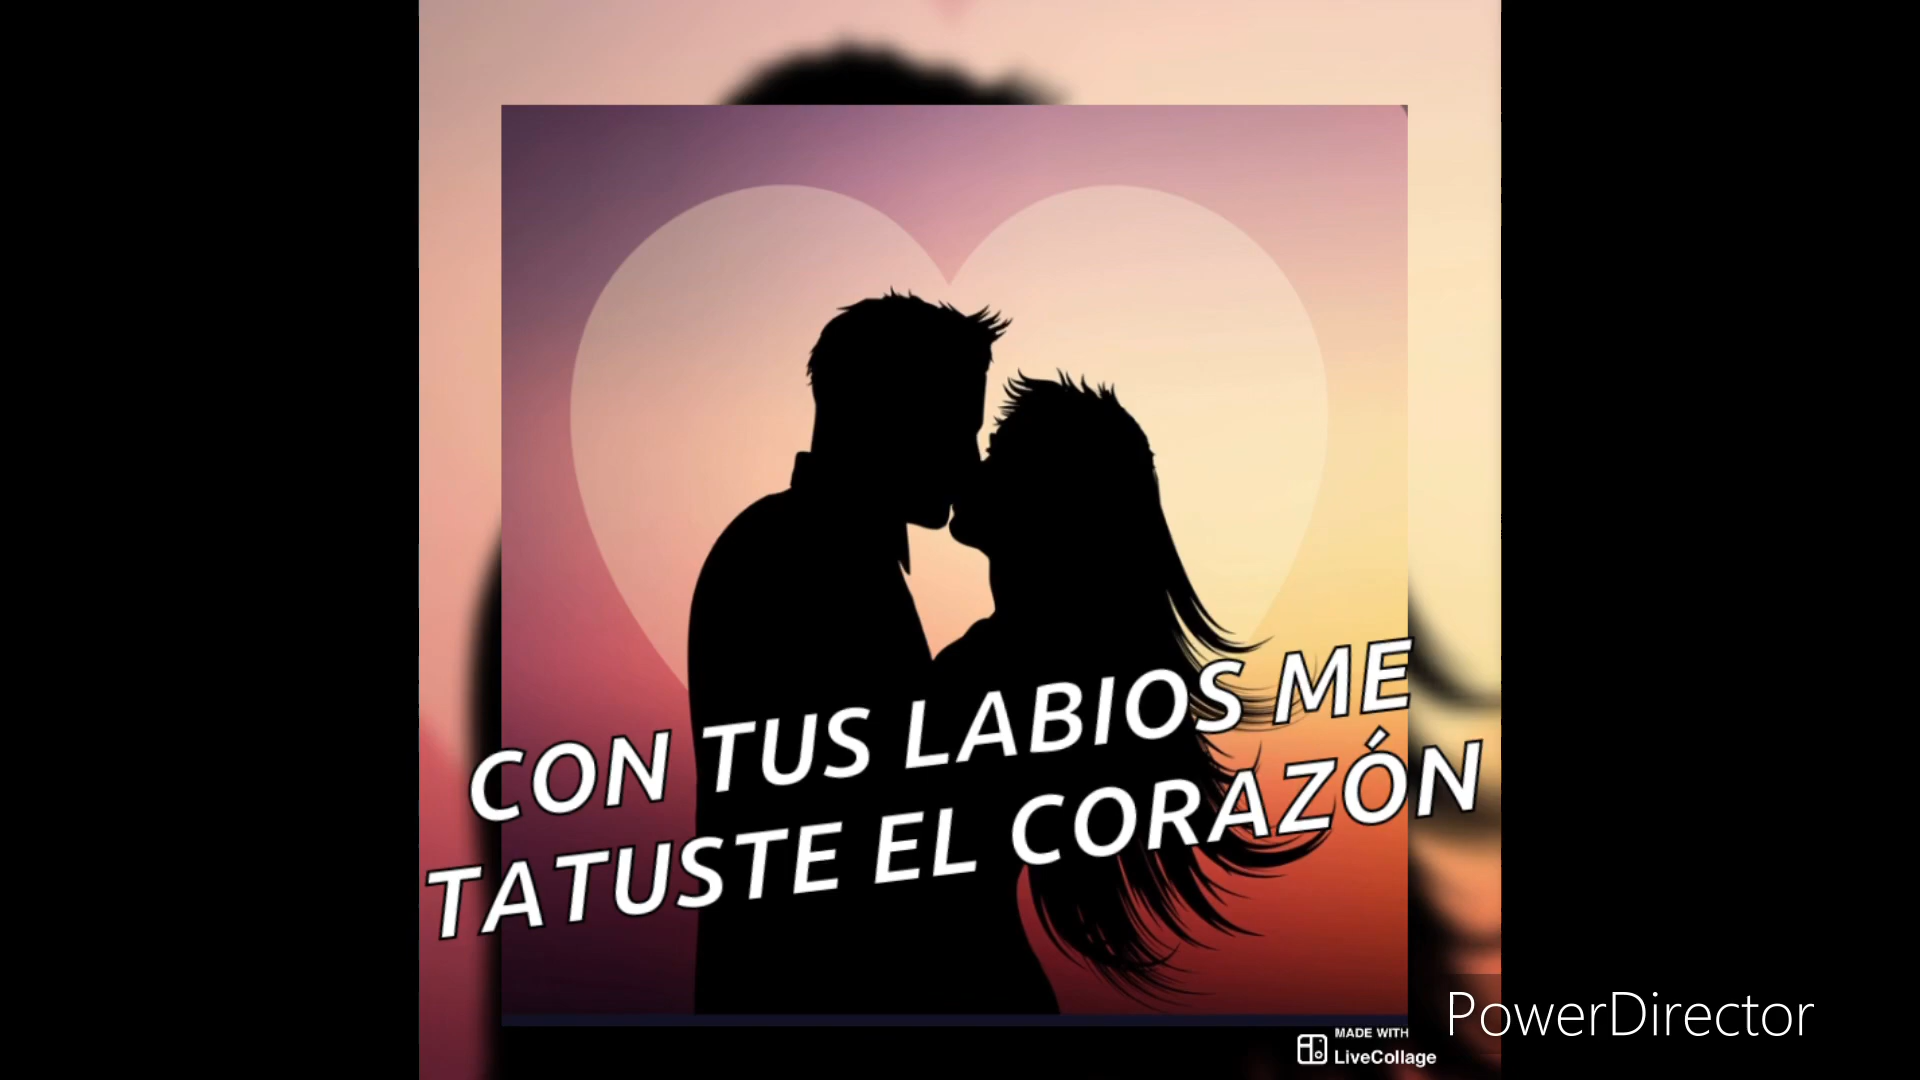 CON TUS LABIOS ME
TATUSTE EL CORAZÓN
MADE WITH
LiveCollage
PowerDirector